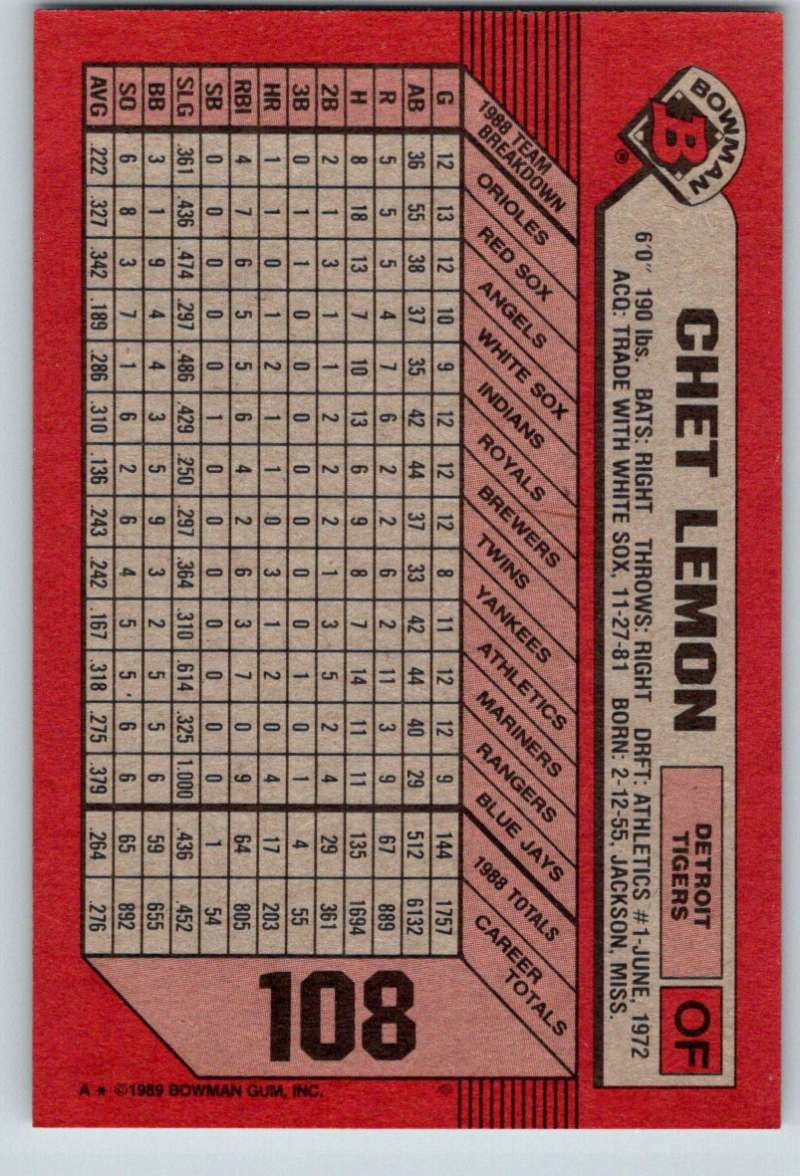 BOWMAN
B
®
CHET LEMON
DETROIT
TIGERS
OF
6'0" 190 lbs. BATS: RIGHT THROWS: RIGHT DRFT: ATHLETICS #1-JUNE, 1972
ACQ: TRADE WITH WHITE SOX, 11-27-81 BORN: 2-12-55, JACKSON, MISS.
1988 TEAM
BREAKDOWN
ORIOLES
RED SOX
ANGELS
WHITE SOX
INDIANS
ROYALS
BREWERS
TWINS
YANKEES
ATHLETICS
MARINERS
RANGERS
BLUE JAYS
1988 TOTALS
CAREER
TOTALS
G 12 13 12 10 9 12 12 12 8 11 12 12 9 144 1757
AB 36 55 38 37 35 42 44 37 33 42 44 40 29 512 6132
R 5 5 5 4 7 6 2 2 6 2 11 3 9 67 889
H 8 18 13 7 10 13 6 9 8 7 14 11 11 135 1694
2B 2 1 3 1 1 2 2 2 1 3 5 2 4 29 361
3B 0 1 1 0 0 0 0 0 0 0 1 0 1 4 55
HR 1 1 0 1 2 1 1 0 3 1 2 0 4 17 203
RBI 4 7 6 5 5 6 4 2 6 3 7 0 9 64 805
SB 0 0 0 0 0 1 0 0 0 0 0 0 0 1 54
SLG .361 .436 .474 .297 .486 .429 .250 .297 .364 .310 .614 .325 1.000 .436 .452
BB 3 1 9 4 4 3 5 9 3 2 5 5 6 59 655
SO 6 8 3 7 1 6 2 6 4 5 5 6 6 65 892
AVG .222 .327 .342 .189 .286 .310 .136 .243 .242 .167 .318 .275 .379 .264 .276
108
A * ©1989 BOWMAN GUM, INC.